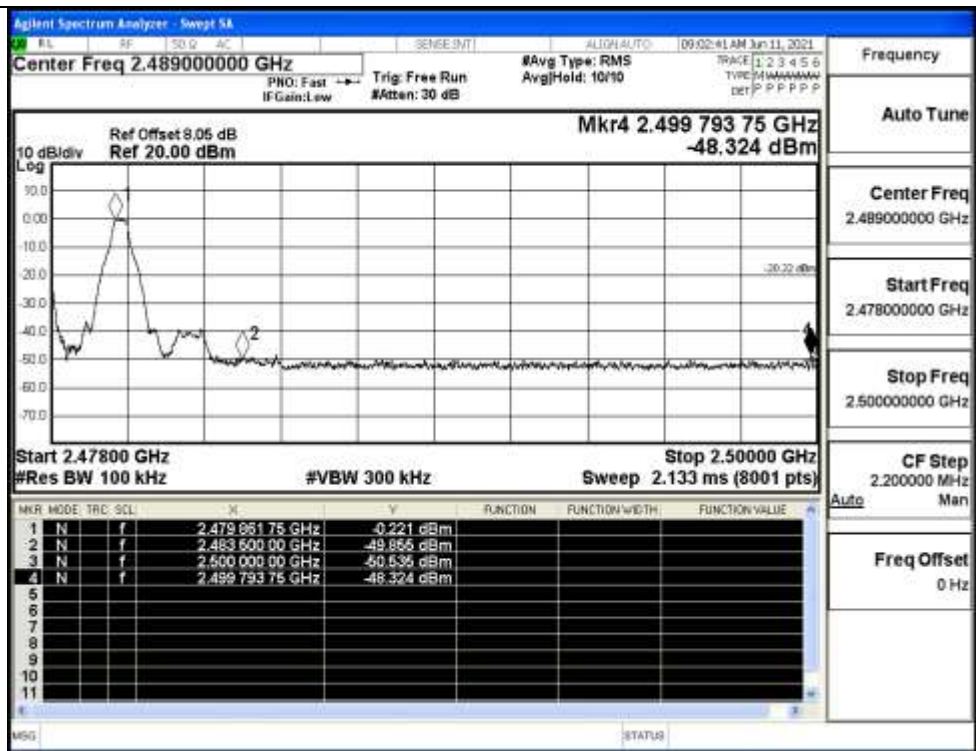 Agilent Spectrum Analyzer - Swept SA
RL RF 50 Ω AC SENSE:INT ALIGN AUTO 09:02:41 AM Jun 11, 2021
Center Freq 2.489000000 GHz
PNO: Fast
IFGain:Low
Trig: Free Run
#Atten: 30 dB
#Avg Type: RMS
Avg|Hold: 10/10
TRACE 1 2 3 4 5 6
TYPE M
DET P P P P P P
Ref Offset 8.05 dB
10 dB/div Ref 20.00 dBm
Log
Mkr4 2.499 793 75 GHz
-48.324 dBm
10.0
0.00
-10.0
-20.0
-30.0
-40.0
-50.0
-60.0
-70.0
1
2
-20.22 dBm
Start 2.47800 GHz Stop 2.50000 GHz
#Res BW 100 kHz #VBW 300 kHz Sweep 2.133 ms (8001 pts)
MKR MODE TRC SCL X Y FUNCTION FUNCTION WIDTH FUNCTION VALUE
1 N f 2.479 861 75 GHz -0.221 dBm
2 N f 2.483 500 00 GHz -49.855 dBm
3 N f 2.500 000 00 GHz -50.535 dBm
4 N f 2.499 793 75 GHz -48.324 dBm
5
6
7
8
9
10
11
MSG STATUS
Frequency
Auto Tune
Center Freq
2.489000000 GHz
Start Freq
2.478000000 GHz
Stop Freq
2.500000000 GHz
CF Step
2.200000 MHz
Auto Man
Freq Offset
0 Hz